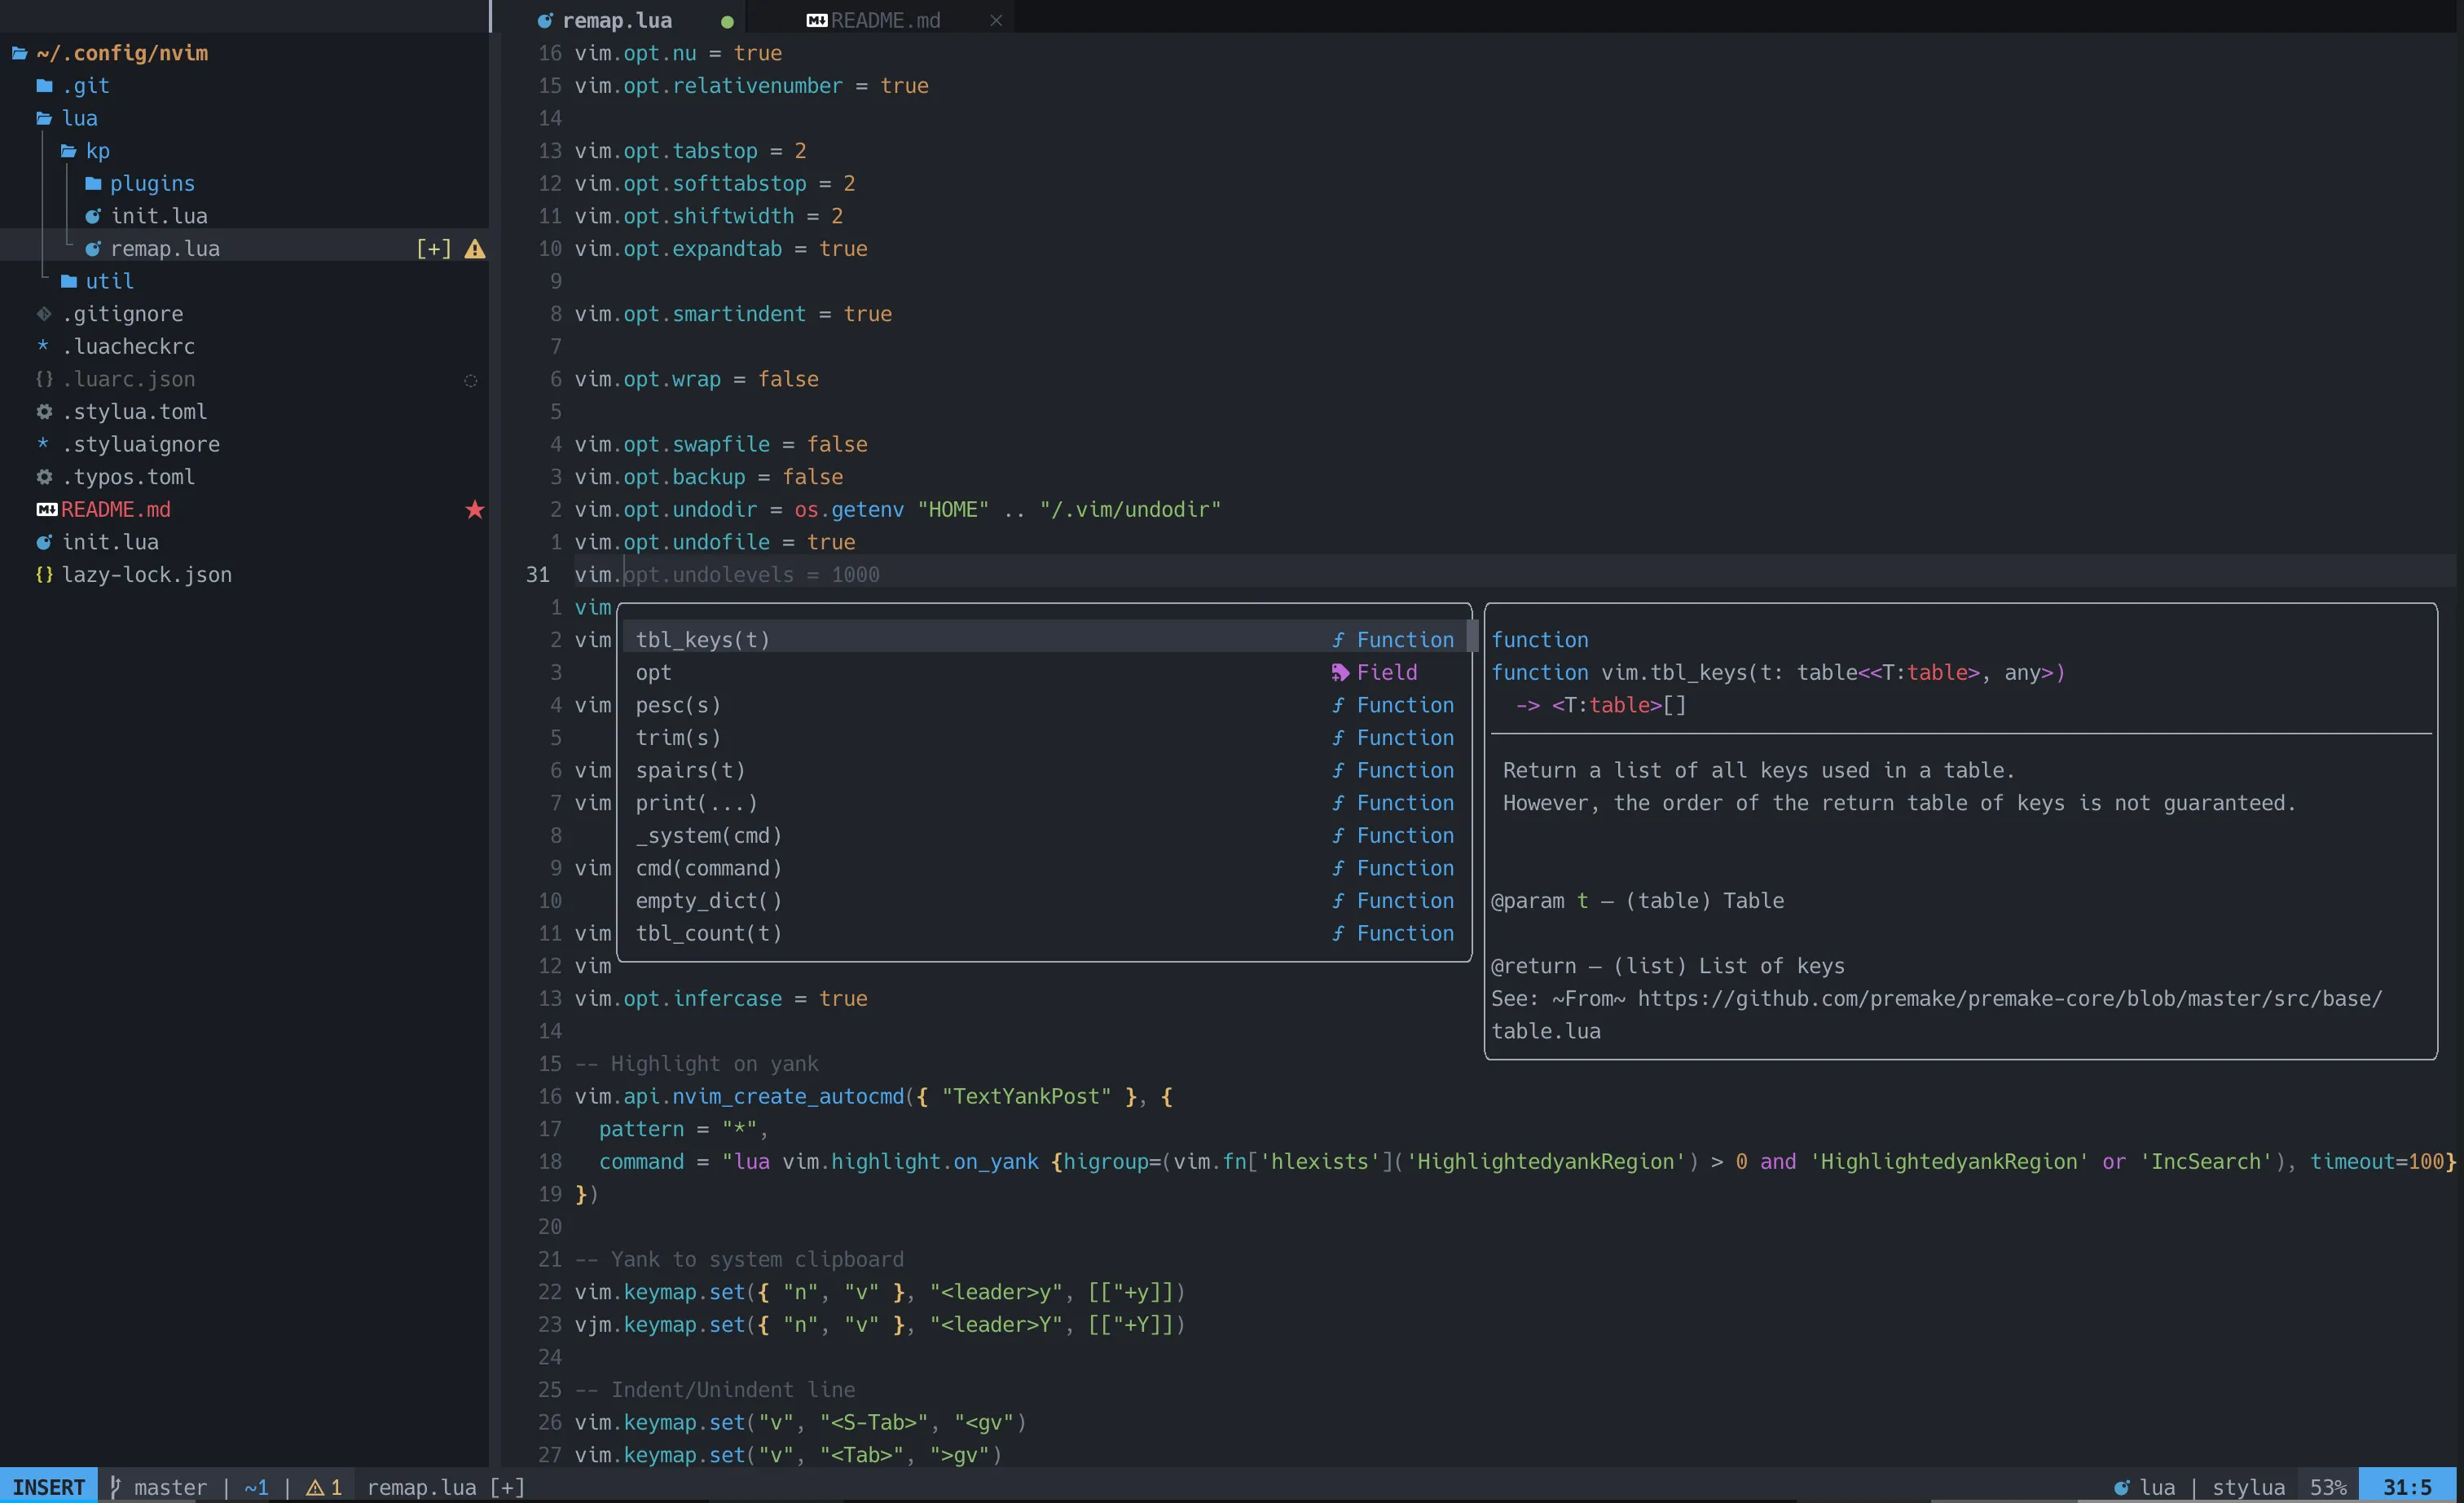 remap.lua ● README.md ×
~/.config/nvim
.git
lua
kp
plugins
init.lua
remap.lua [+]
util
.gitignore
* .luacheckrc
{} .luarc.json
.stylua.toml
* .styluaignore
.typos.toml
M↓ README.md ★
init.lua
{} lazy-lock.json
16 vim.opt.nu = true
15 vim.opt.relativenumber = true
14
13 vim.opt.tabstop = 2
12 vim.opt.softtabstop = 2
11 vim.opt.shiftwidth = 2
10 vim.opt.expandtab = true
9
8 vim.opt.smartindent = true
7
6 vim.opt.wrap = false
5
4 vim.opt.swapfile = false
3 vim.opt.backup = false
2 vim.opt.undodir = os.getenv "HOME" .. "/.vim/undodir"
1 vim.opt.undofile = true
31 vim.opt.undolevels = 1000
1 vim
2 vim
3
4 vim
5
6 vim
7 vim
8
9 vim
10
11 vim
12 vim
tbl_keys(t) ƒ Function
opt Field
pesc(s) ƒ Function
trim(s) ƒ Function
spairs(t) ƒ Function
print(...) ƒ Function
_system(cmd) ƒ Function
cmd(command) ƒ Function
empty_dict() ƒ Function
tbl_count(t) ƒ Function
function
function vim.tbl_keys(t: table<<T:table>, any>)
  -> <T:table>[]
Return a list of all keys used in a table.
However, the order of the return table of keys is not guaranteed.
@param t — (table) Table
@return — (list) List of keys
See: ~From~ https://github.com/premake/premake-core/blob/master/src/base/
table.lua
13 vim.opt.infercase = true
14
15 -- Highlight on yank
16 vim.api.nvim_create_autocmd({ "TextYankPost" }, {
17   pattern = "*",
18   command = "lua vim.highlight.on_yank {higroup=(vim.fn['hlexists']('HighlightedyankRegion') > 0 and 'HighlightedyankRegion' or 'IncSearch'), timeout=100}
19 })
20
21 -- Yank to system clipboard
22 vim.keymap.set({ "n", "v" }, "<leader>y", [["+y]])
23 vjm.keymap.set({ "n", "v" }, "<leader>Y", [["+Y]])
24
25 -- Indent/Unindent line
26 vim.keymap.set("v", "<S-Tab>", "<gv")
27 vim.keymap.set("v", "<Tab>", ">gv")
INSERT master | ~1 | ⚠ 1 remap.lua [+] lua | stylua 53% 31:5